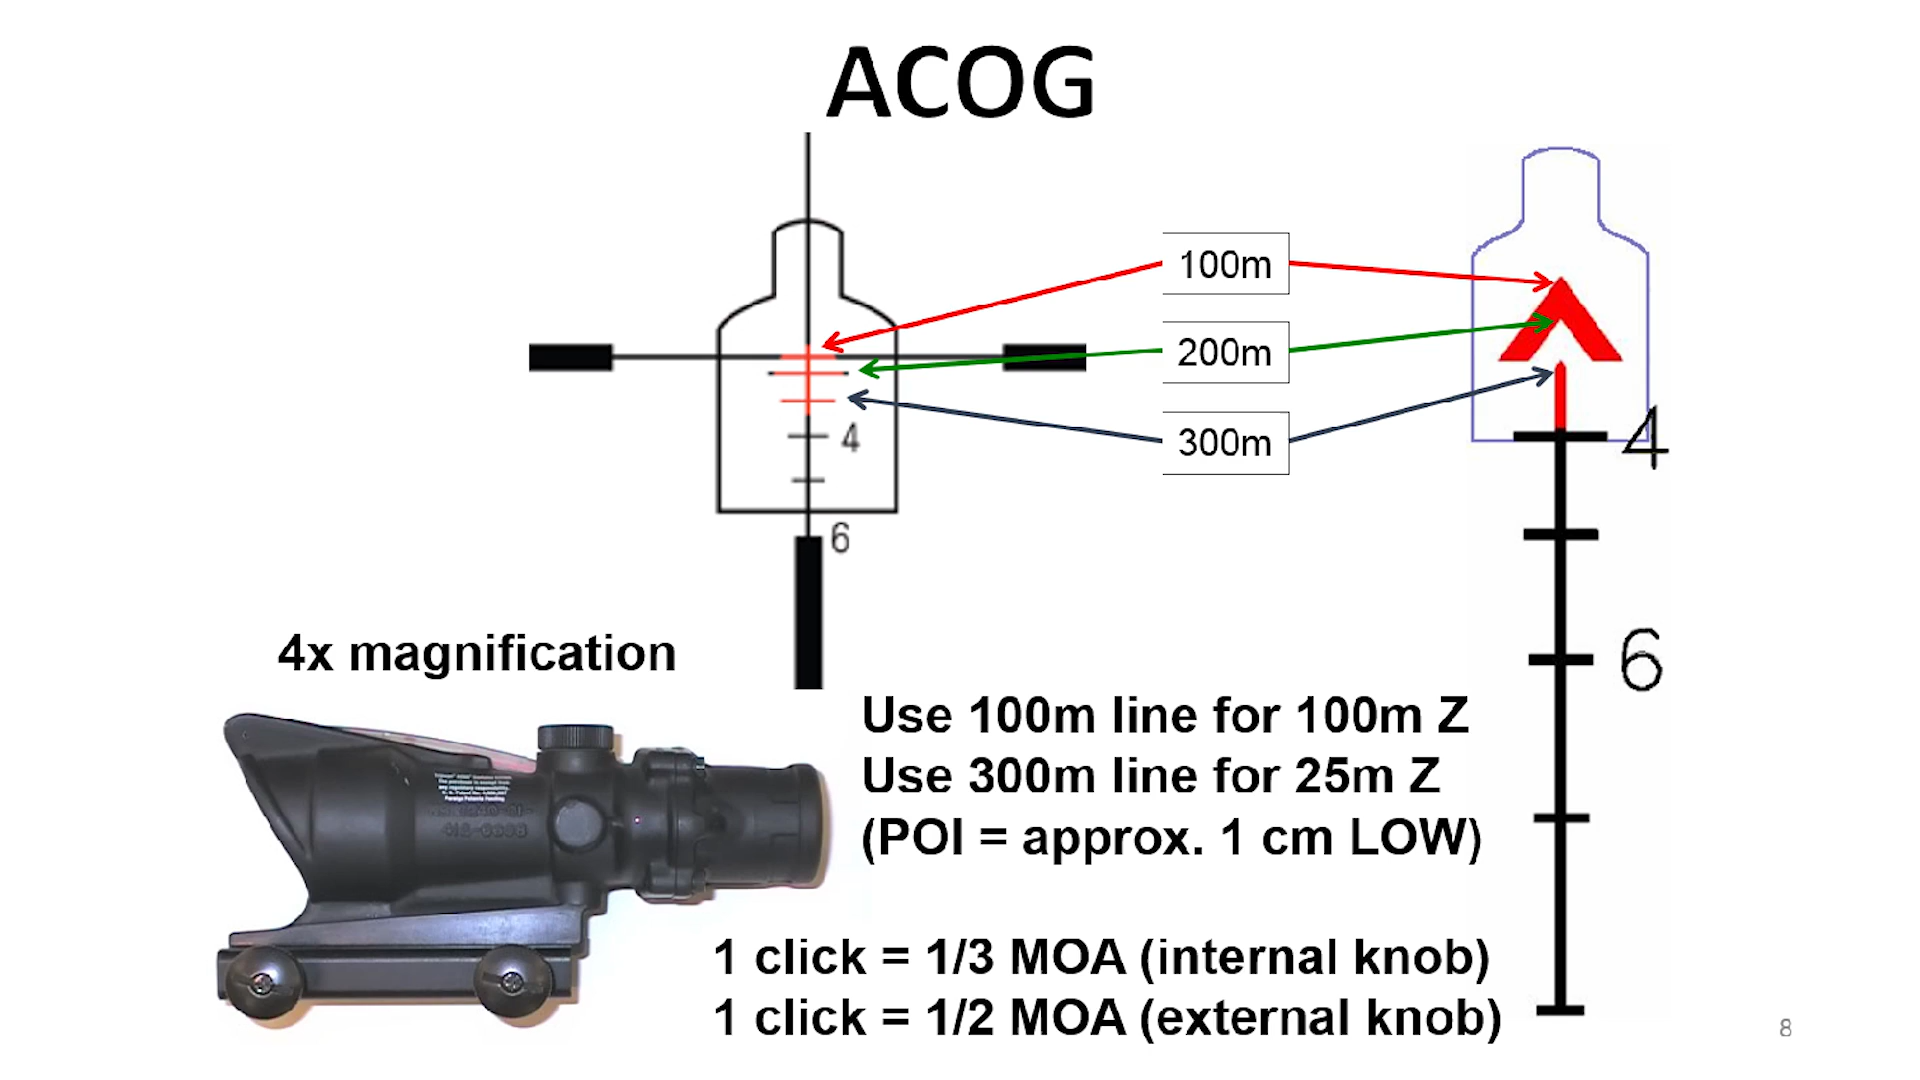 ACOG
100m
200m
300m
4
6
4
6
4x magnification
Use 100m line for 100m Z
Use 300m line for 25m Z
(POI = approx. 1 cm LOW)
1 click = 1/3 MOA (internal knob)
1 click = 1/2 MOA (external knob)
8